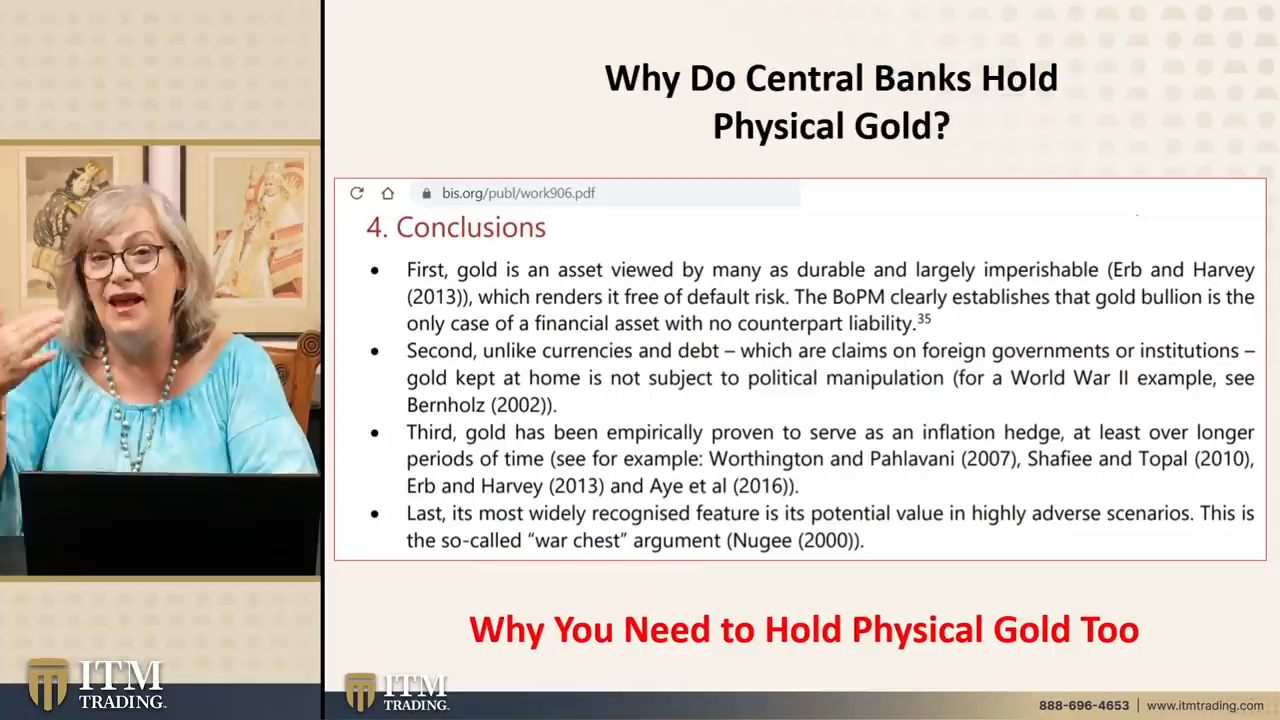 Why Do Central Banks Hold
Physical Gold?
bis.org/publ/work906.pdf
4. Conclusions
• First, gold is an asset viewed by many as durable and largely imperishable (Erb and Harvey
(2013)), which renders it free of default risk. The BoPM clearly establishes that gold bullion is the
only case of a financial asset with no counterpart liability.³⁵
• Second, unlike currencies and debt – which are claims on foreign governments or institutions –
gold kept at home is not subject to political manipulation (for a World War II example, see
Bernholz (2002)).
• Third, gold has been empirically proven to serve as an inflation hedge, at least over longer
periods of time (see for example: Worthington and Pahlavani (2007), Shafiee and Topal (2010),
Erb and Harvey (2013) and Aye et al (2016)).
• Last, its most widely recognised feature is its potential value in highly adverse scenarios. This is
the so-called “war chest” argument (Nugee (2000)).
Why You Need to Hold Physical Gold Too
ITM
TRADING.
ITM
TRADING.
888-696-4653 | www.itmtrading.com